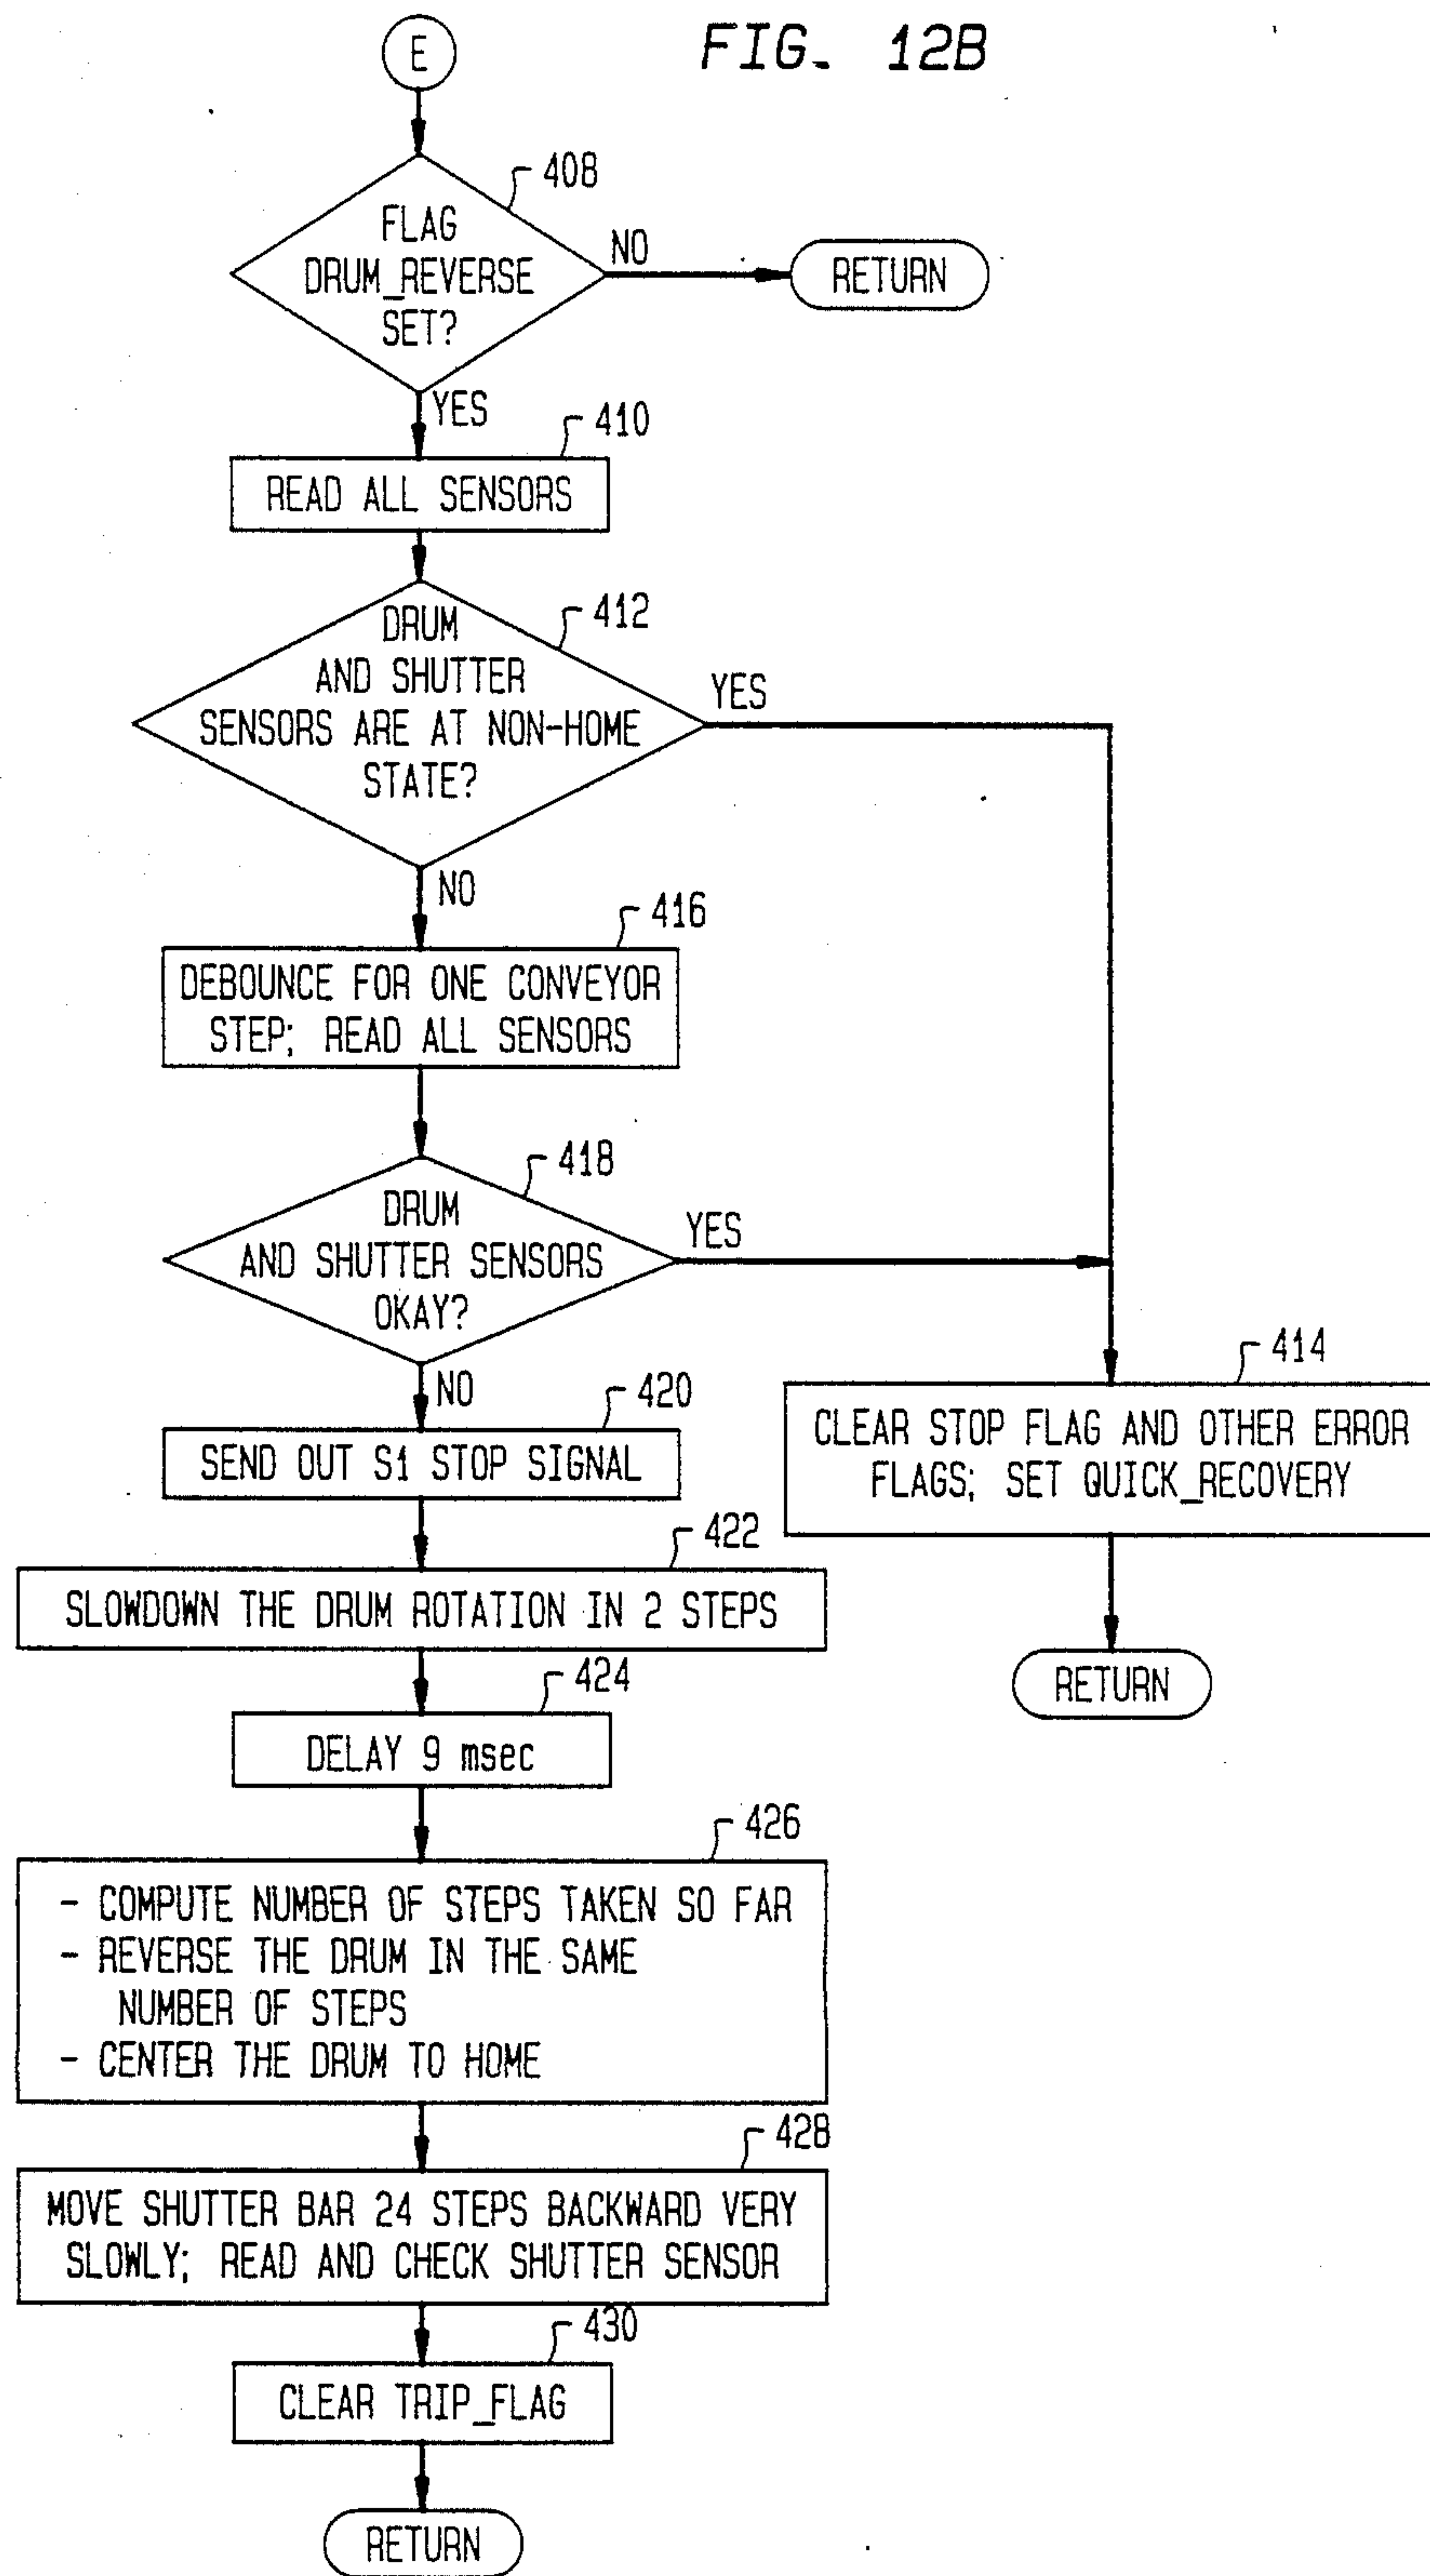 FIG. 12B
E
408
FLAG
DRUM_REVERSE
SET?
NO
RETURN
YES
410
READ ALL SENSORS
412
DRUM
AND SHUTTER
SENSORS ARE AT NON-HOME
STATE?
YES
NO
416
DEBOUNCE FOR ONE CONVEYOR
STEP; READ ALL SENSORS
418
DRUM
AND SHUTTER SENSORS
OKAY?
YES
NO
414
CLEAR STOP FLAG AND OTHER ERROR
FLAGS; SET QUICK_RECOVERY
RETURN
420
SEND OUT S1 STOP SIGNAL
422
SLOWDOWN THE DRUM ROTATION IN 2 STEPS
424
DELAY 9 msec
426
- COMPUTE NUMBER OF STEPS TAKEN SO FAR
- REVERSE THE DRUM IN THE SAME
NUMBER OF STEPS
- CENTER THE DRUM TO HOME
428
MOVE SHUTTER BAR 24 STEPS BACKWARD VERY
SLOWLY; READ AND CHECK SHUTTER SENSOR
430
CLEAR TRIP_FLAG
RETURN